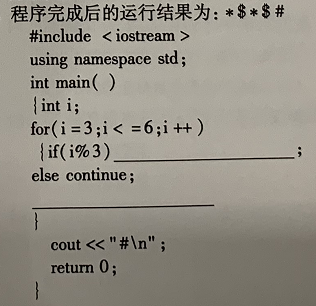 程序完成后的运行结果为:*$*$#
#include <iostream>
using namespace std;
int main( )
{int i;
for(i=3;i<=6;i++)
{if(i%3)____________________;
else continue;
____________________
}
cout<<"#\n";
return 0;
}